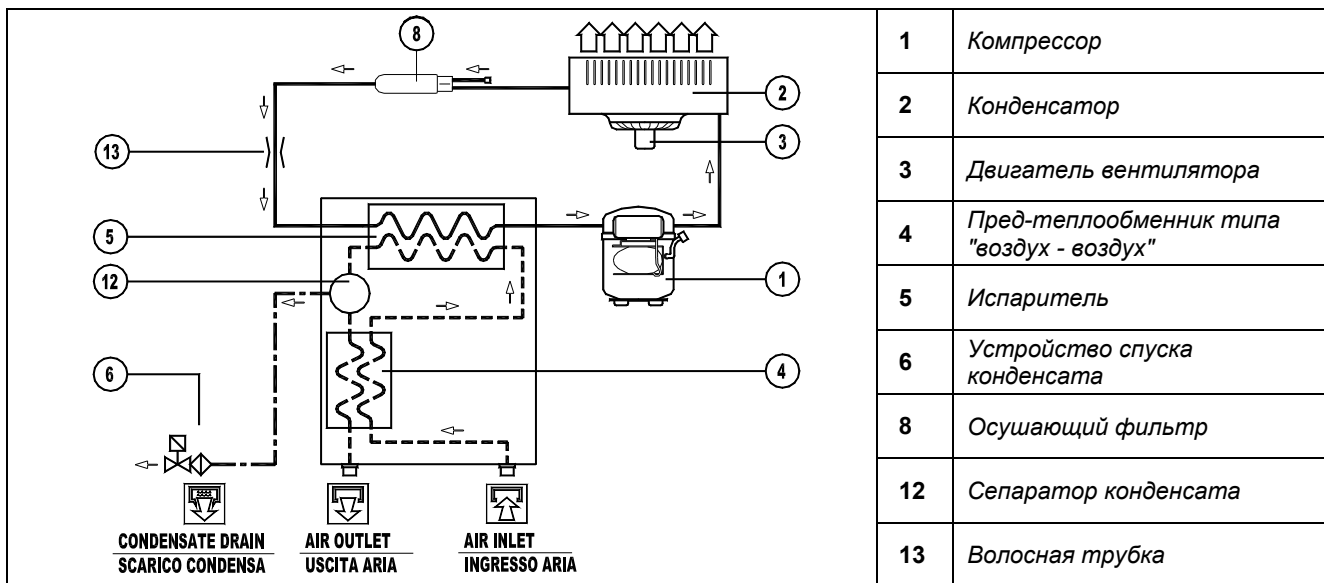 8
2
3
13
5
12
1
4
6
CONDENSATE DRAIN
SCARICO CONDENSA
AIR OUTLET
USCITA ARIA
AIR INLET
INGRESSO ARIA
1 Компрессор
2 Конденсатор
3 Двигатель вентилятора
4 Пред-теплообменник типа
"воздух - воздух"
5 Испаритель
6 Устройство спуска
конденсата
8 Осушающий фильтр
12 Сепаратор конденсата
13 Волосная трубка